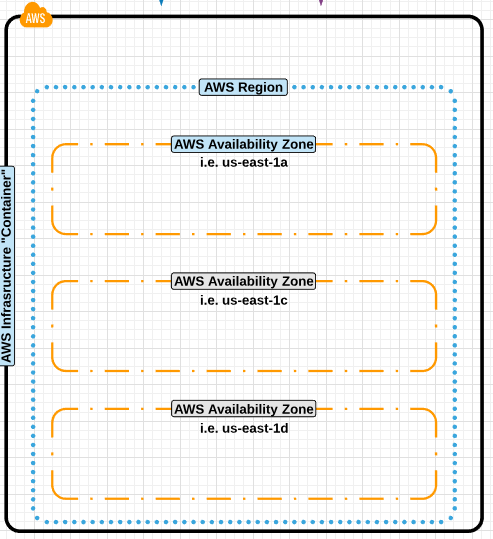 AWS
AWS Region
AWS Availability Zone
i.e. us-east-1a
AWS Infrasructure "Container"
AWS Availability Zone
i.e. us-east-1c
AWS Availability Zone
i.e. us-east-1d